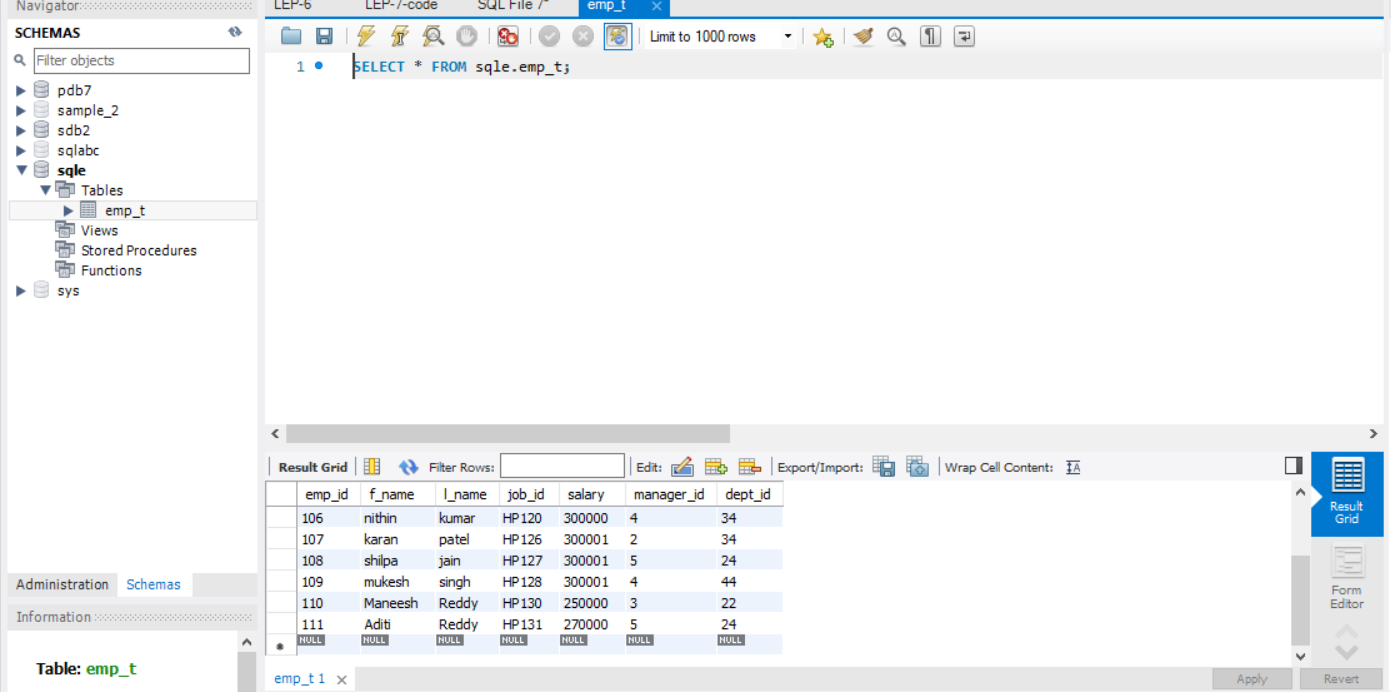 Navigator
LEP-6 LEP-7-code SQL File 7* emp_t
SCHEMAS
Filter objects
Limit to 1000 rows
1 SELECT * FROM sqle.emp_t;
pdb7
sample_2
sdb2
sqlabc
sqle
Tables
emp_t
Views
Stored Procedures
Functions
sys
Result Grid Filter Rows: Edit: Export/Import: Wrap Cell Content:
emp_id f_name l_name job_id salary manager_id dept_id
106 nithin kumar HP120 300000 4 34
107 karan patel HP126 300001 2 34
108 shilpa jain HP127 300001 5 24
109 mukesh singh HP128 300001 4 44
110 Maneesh Reddy HP130 250000 3 22
111 Aditi Reddy HP131 270000 5 24
NULL NULL NULL NULL NULL NULL NULL
Result
Grid
Form
Editor
Administration Schemas
Information
Table: emp_t
emp_t 1
Apply Revert